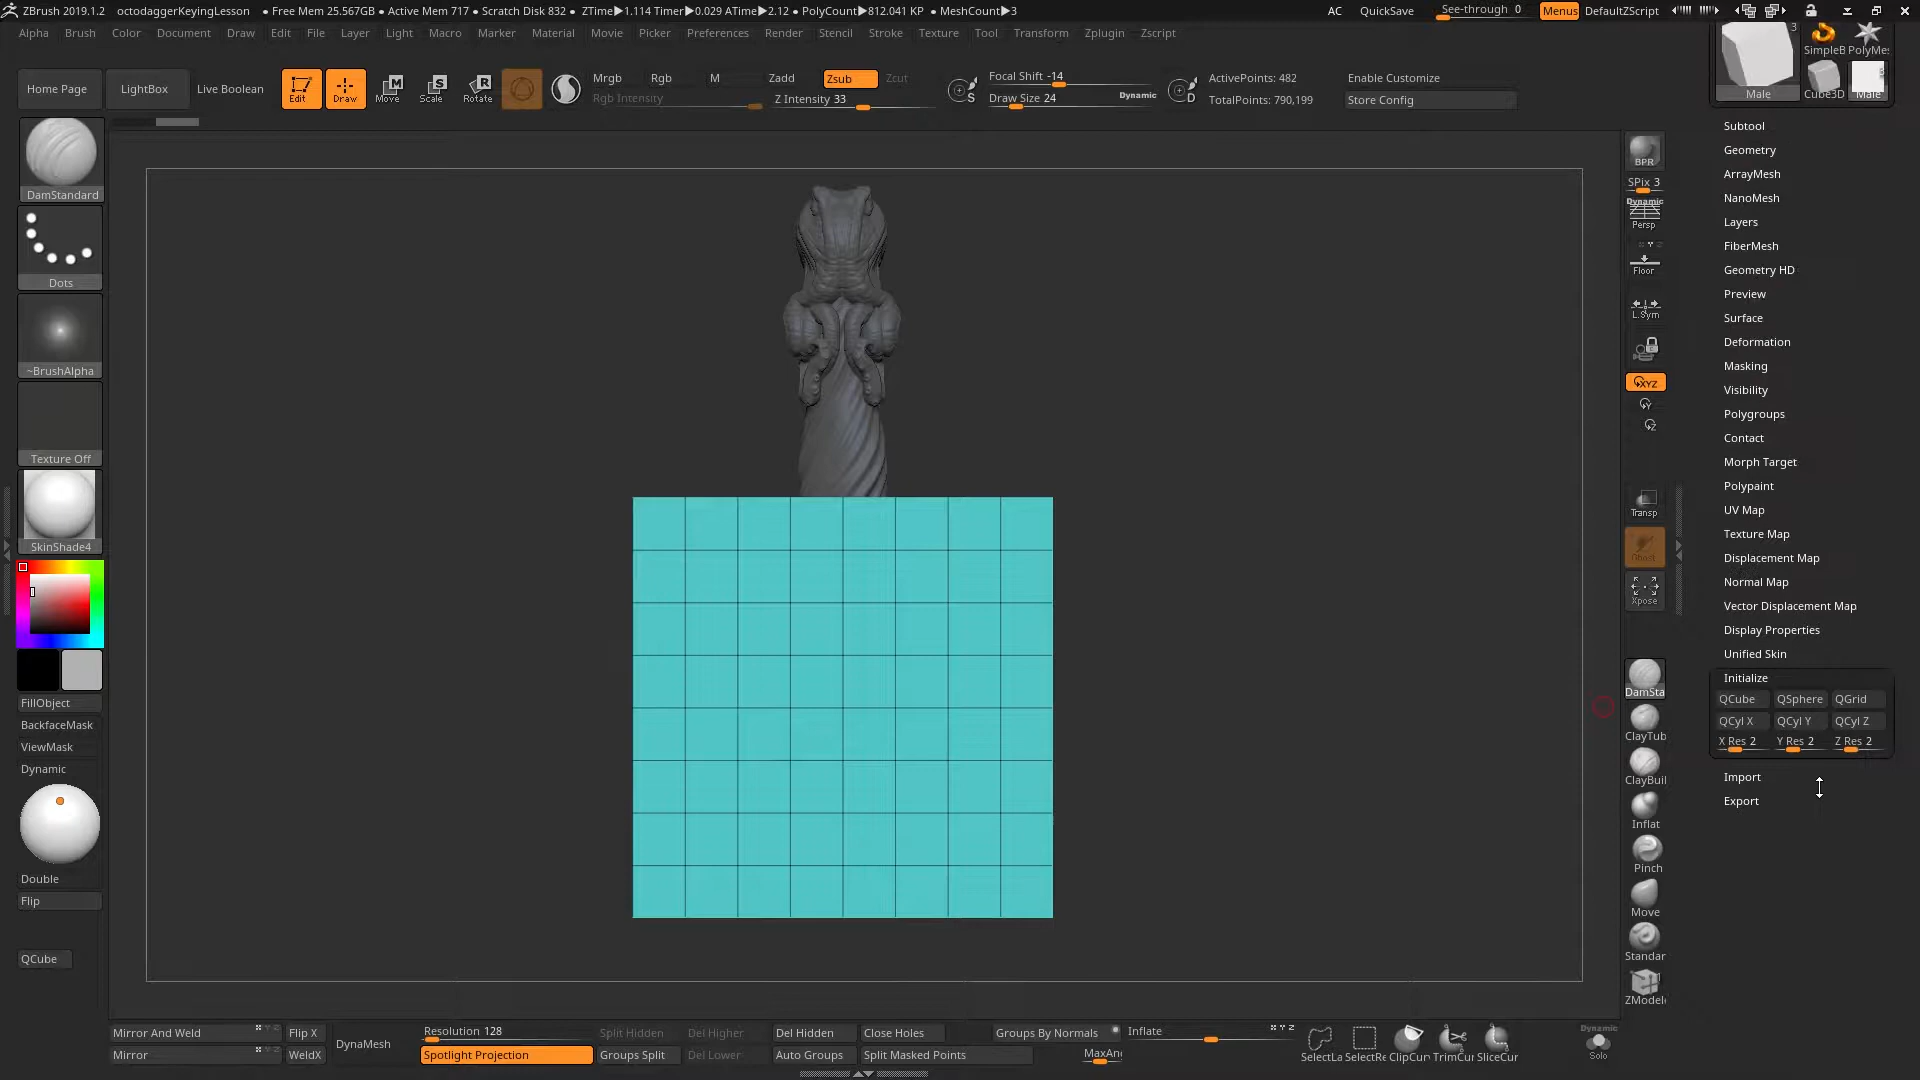 ZBrush 2019.1.2 octodaggerKeyingLesson • Free Mem 25.567GB • Active Mem 717 • Scratch Disk 832 • ZTime▶1.114 Timer▶0.029 ATime▶2.12 • PolyCount▶812.041 KP • MeshCount▶3 AC QuickSave See-through 0 Menus DefaultZScript
Alpha Brush Color Document Draw Edit File Layer Light Macro Marker Material Movie Picker Preferences Render Stencil Stroke Texture Tool Transform Zplugin Zscript
Home Page LightBox Live Boolean Edit Draw Move Scale Rotate
Mrgb Rgb M Zadd Zsub Zcut
Rgb Intensity Z Intensity 33
Focal Shift -14
Draw Size 24 Dynamic
ActivePoints: 482
TotalPoints: 790,199
Enable Customize
Store Config
3
SimpleB PolyMes
Male Cube3D Male
DamStandard
Dots
~BrushAlpha
Texture Off
SkinShade4
FillObject
BackfaceMask
ViewMask
Dynamic
Double
Flip
QCube
BPR
SPix 3
Dynamic
Persp
Floor
L.Sym
XYZ
Y
Z
Transp
Ghost
Xpose
DamSta
ClayTub
ClayBuil
Inflat
Pinch
Move
Standar
ZModele
Subtool
Geometry
ArrayMesh
NanoMesh
Layers
FiberMesh
Geometry HD
Preview
Surface
Deformation
Masking
Visibility
Polygroups
Contact
Morph Target
Polypaint
UV Map
Texture Map
Displacement Map
Normal Map
Vector Displacement Map
Display Properties
Unified Skin
Initialize
QCube QSphere QGrid
QCyl X QCyl Y QCyl Z
X Res 2 Y Res 2 Z Res 2
Import
Export
Mirror And Weld Flip X
Mirror WeldX
DynaMesh
Resolution 128 Split Hidden Del Higher Del Hidden Close Holes Groups By Normals Inflate
Spotlight Projection Groups Split Del Lower Auto Groups Split Masked Points MaxAn
SelectLa SelectRe ClipCur TrimCur SliceCur
Dynamic
Solo